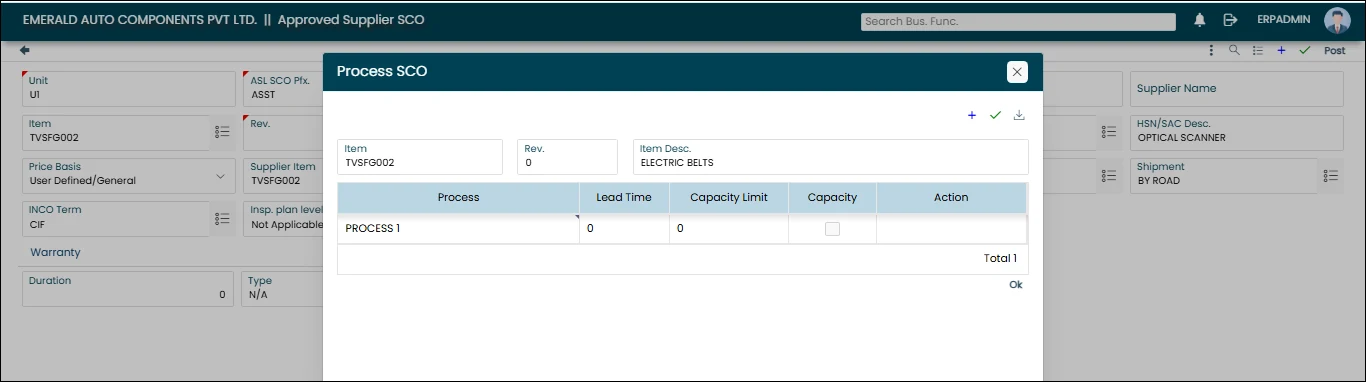 EMERALD AUTO COMPONENTS PVT LTD. || Approved Supplier SCO
Search Bus. Func.
ERPADMIN
Post
Process SCO
Unit
U1
ASL SCO Pfx.
ASST
Supplier Name
Item
TVSFG002
Rev.
HSN/SAC Desc.
OPTICAL SCANNER
Price Basis
User Defined/General
Supplier Item
TVSFG002
Shipment
BY ROAD
INCO Term
CIF
Insp. plan level
Not Applicable
Warranty
Duration
0
Type
N/A
Item
TVSFG002
Rev.
0
Item Desc.
ELECTRIC BELTS
Process Lead Time Capacity Limit Capacity Action
PROCESS 1 0 0
Total 1
Ok